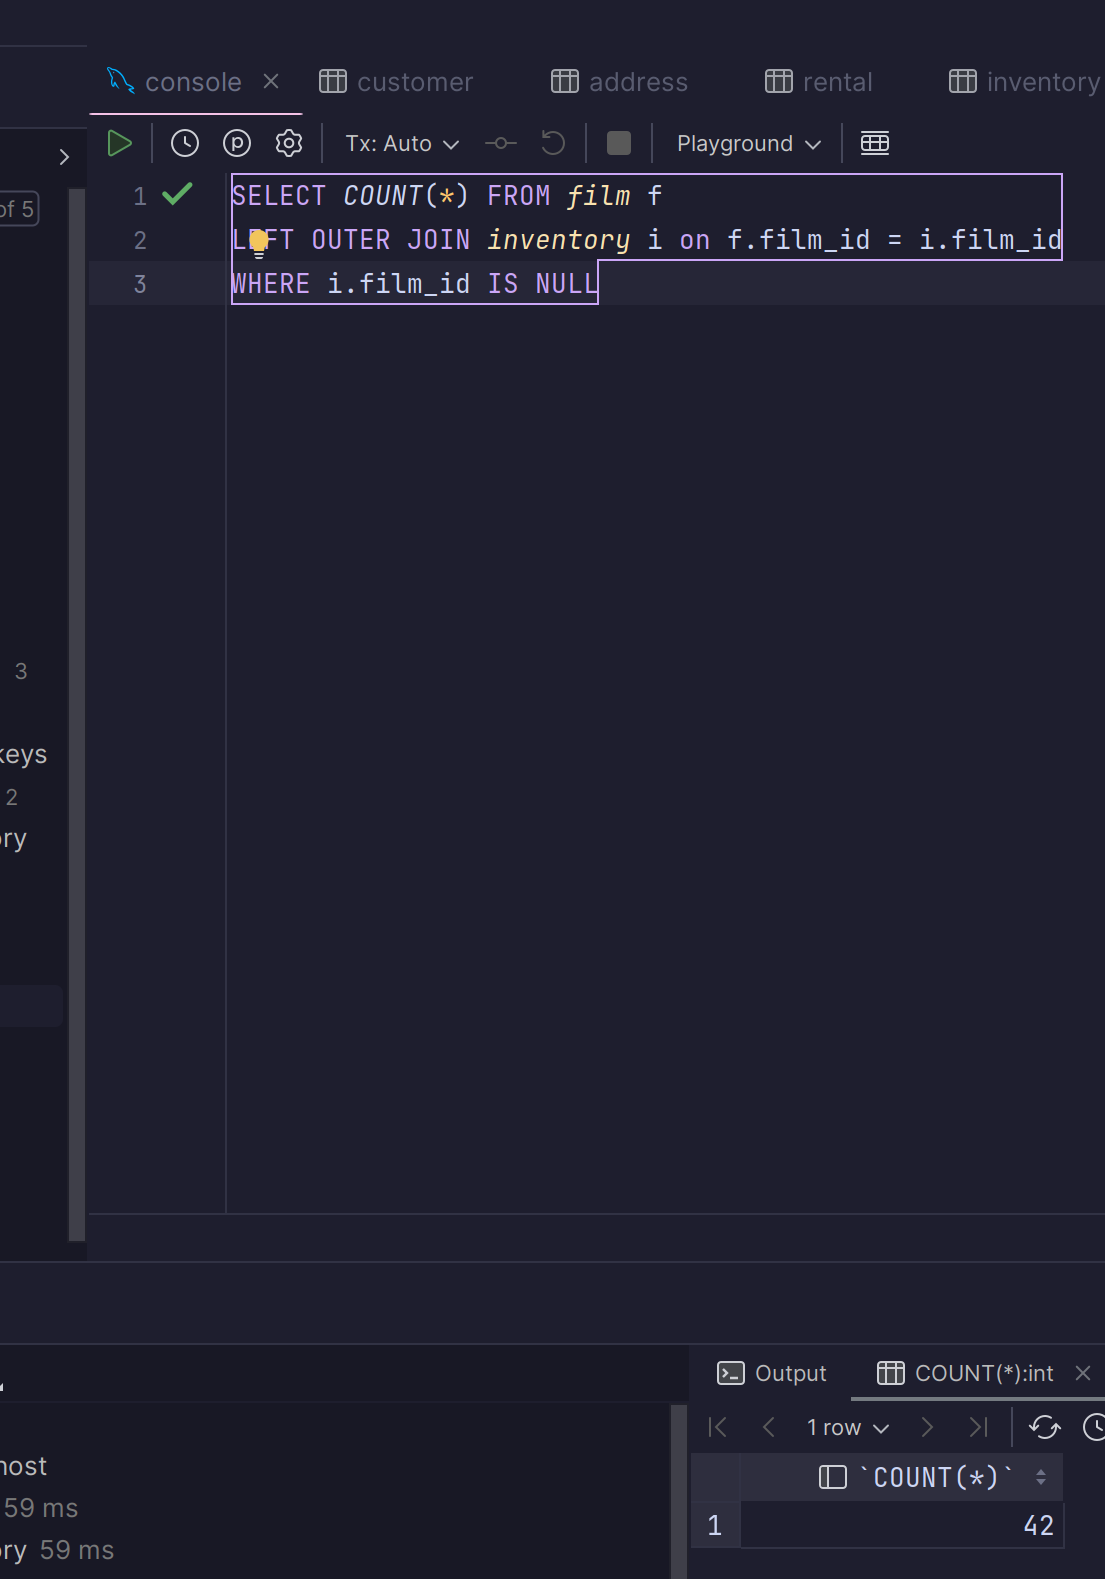 console
customer
address
rental
inventory
Tx: Auto
Playground
of 5
1 SELECT COUNT(*) FROM film f
2 LEFT OUTER JOIN inventory i on f.film_id = i.film_id
3 WHERE i.film_id IS NULL
3
keys
2
ory
Output
COUNT(*):int
1 row
`COUNT(*)`
1 42
host
59 ms
ory 59 ms